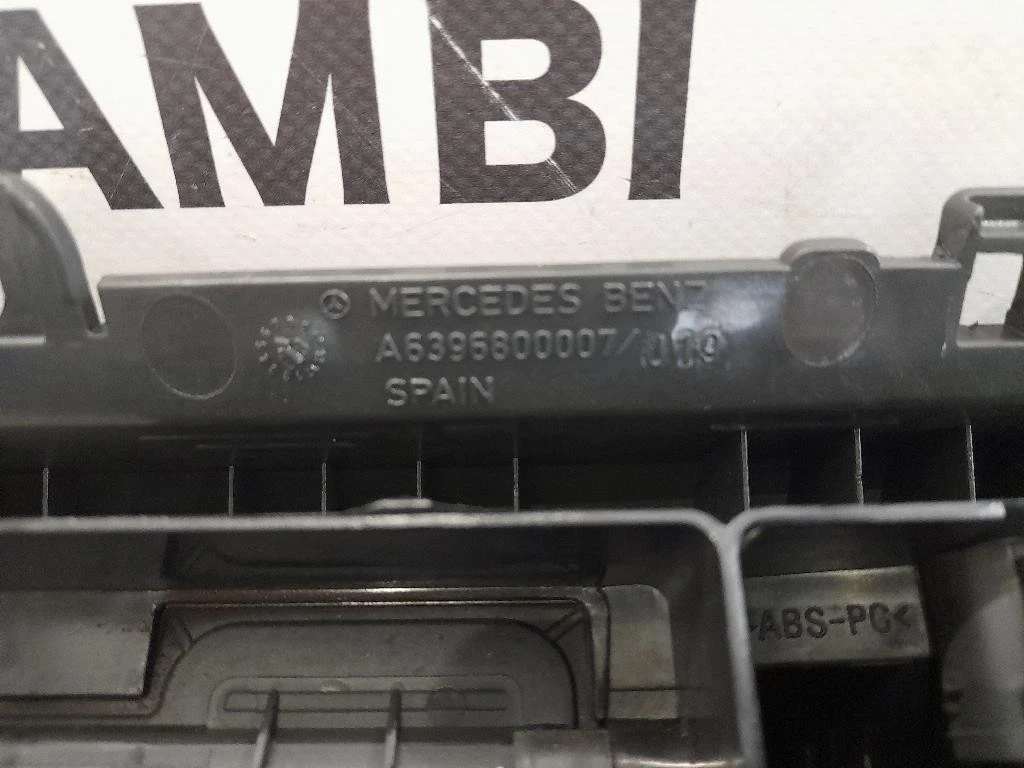 AMBI
MERCEDES BENZ
A6396800007/
SPAIN
>ABS-PC<